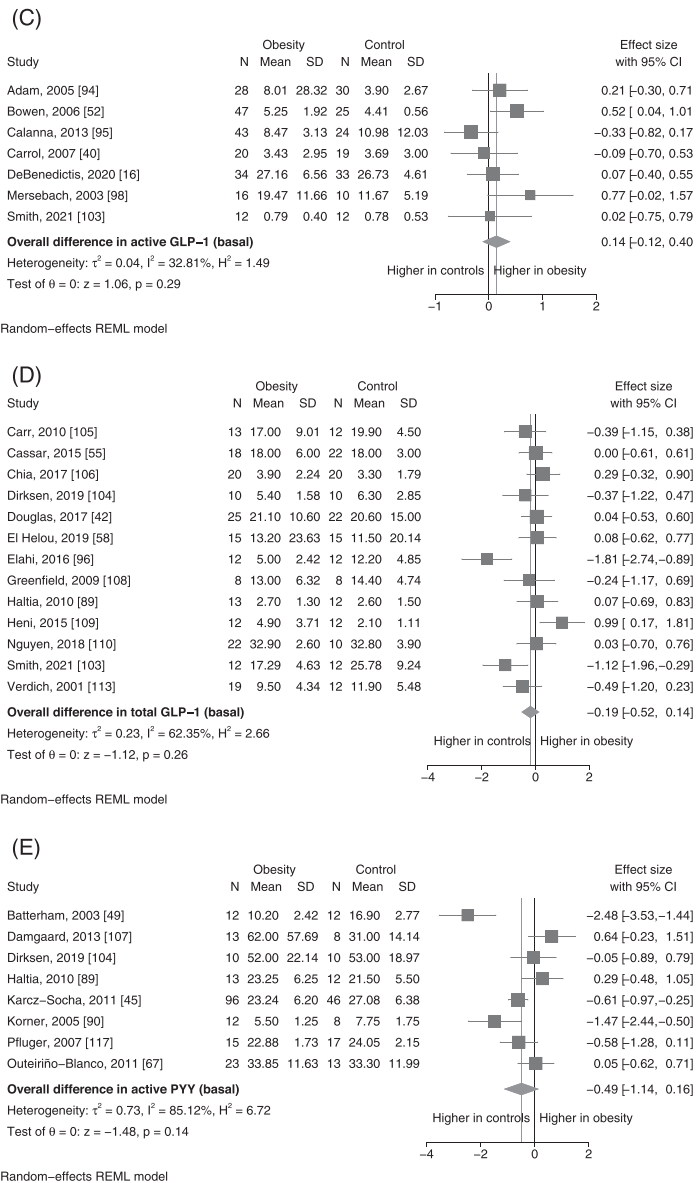 (C)
Obesity Control Effect size
Study N Mean SD N Mean SD with 95% CI
Adam, 2005 [94] 28 8.01 28.32 30 3.90 2.67 0.21 [−0.30, 0.71
Bowen, 2006 [52] 47 5.25 1.92 25 4.41 0.56 0.52 [ 0.04, 1.01
Calanna, 2013 [95] 43 8.47 3.13 24 10.98 12.03 −0.33 [−0.82, 0.17
Carrol, 2007 [40] 20 3.43 2.95 19 3.69 3.00 −0.09 [−0.70, 0.53
DeBenedictis, 2020 [16] 34 27.16 6.56 33 26.73 4.61 0.07 [−0.40, 0.55
Mersebach, 2003 [98] 16 19.47 11.66 10 11.67 5.19 0.77 [−0.02, 1.57
Smith, 2021 [103] 12 0.79 0.40 12 0.78 0.53 0.02 [−0.75, 0.79
Overall difference in active GLP−1 (basal) 0.14 [−0.12, 0.40
Heterogeneity: τ² = 0.04, I² = 32.81%, H² = 1.49
Higher in controls Higher in obesity
Test of θ = 0: z = 1.06, p = 0.29
−1 0 1 2
Random−effects REML model
(D)
Obesity Control Effect size
Study N Mean SD N Mean SD with 95% CI
Carr, 2010 [105] 13 17.00 9.01 12 19.90 4.50 −0.39 [−1.15, 0.38
Cassar, 2015 [55] 18 18.00 6.00 22 18.00 3.00 0.00 [−0.61, 0.61
Chia, 2017 [106] 20 3.90 2.24 20 3.30 1.79 0.29 [−0.32, 0.90
Dirksen, 2019 [104] 10 5.40 1.58 10 6.30 2.85 −0.37 [−1.22, 0.47
Douglas, 2017 [42] 25 21.10 10.60 22 20.60 15.00 0.04 [−0.53, 0.60
El Helou, 2019 [58] 15 13.20 23.63 15 11.50 20.14 0.08 [−0.62, 0.77
Elahi, 2016 [96] 12 5.00 2.42 12 12.20 4.85 −1.81 [−2.74,−0.89
Greenfield, 2009 [108] 8 13.00 6.32 8 14.40 4.74 −0.24 [−1.17, 0.69
Haltia, 2010 [89] 13 2.70 1.30 12 2.60 1.50 0.07 [−0.69, 0.83
Heni, 2015 [109] 12 4.90 3.71 12 2.10 1.11 0.99 [ 0.17, 1.81
Nguyen, 2018 [110] 22 32.90 2.60 10 32.80 3.90 0.03 [−0.70, 0.76
Smith, 2021 [103] 12 17.29 4.63 12 25.78 9.24 −1.12 [−1.96,−0.29
Verdich, 2001 [113] 19 9.50 4.34 12 11.90 5.48 −0.49 [−1.20, 0.23
Overall difference in total GLP−1 (basal) −0.19 [−0.52, 0.14
Heterogeneity: τ² = 0.23, I² = 62.35%, H² = 2.66
Higher in controls Higher in obesity
Test of θ = 0: z = −1.12, p = 0.26
−4 −2 0 2
Random−effects REML model
(E)
Obesity Control Effect size
Study N Mean SD N Mean SD with 95% CI
Batterham, 2003 [49] 12 10.20 2.42 12 16.90 2.77 −2.48 [−3.53,−1.44
Damgaard, 2013 [107] 13 62.00 57.69 8 31.00 14.14 0.64 [−0.23, 1.51
Dirksen, 2019 [104] 10 52.00 22.14 10 53.00 18.97 −0.05 [−0.89, 0.79
Haltia, 2010 [89] 13 23.25 6.25 12 21.50 5.50 0.29 [−0.48, 1.05
Karcz−Socha, 2011 [45] 96 23.24 6.20 46 27.08 6.38 −0.61 [−0.97,−0.25
Korner, 2005 [90] 12 5.50 1.25 8 7.75 1.75 −1.47 [−2.44,−0.50
Pfluger, 2007 [117] 15 22.88 1.73 17 24.05 2.15 −0.58 [−1.28, 0.11
Outeiriño−Blanco, 2011 [67] 23 33.85 11.63 13 33.30 11.99 0.05 [−0.62, 0.71
Overall difference in active PYY (basal) −0.49 [−1.14, 0.16
Heterogeneity: τ² = 0.73, I² = 85.12%, H² = 6.72
Higher in controls Higher in obesity
Test of θ = 0: z = −1.48, p = 0.14
−4 −2 0 2
Random−effects REML model